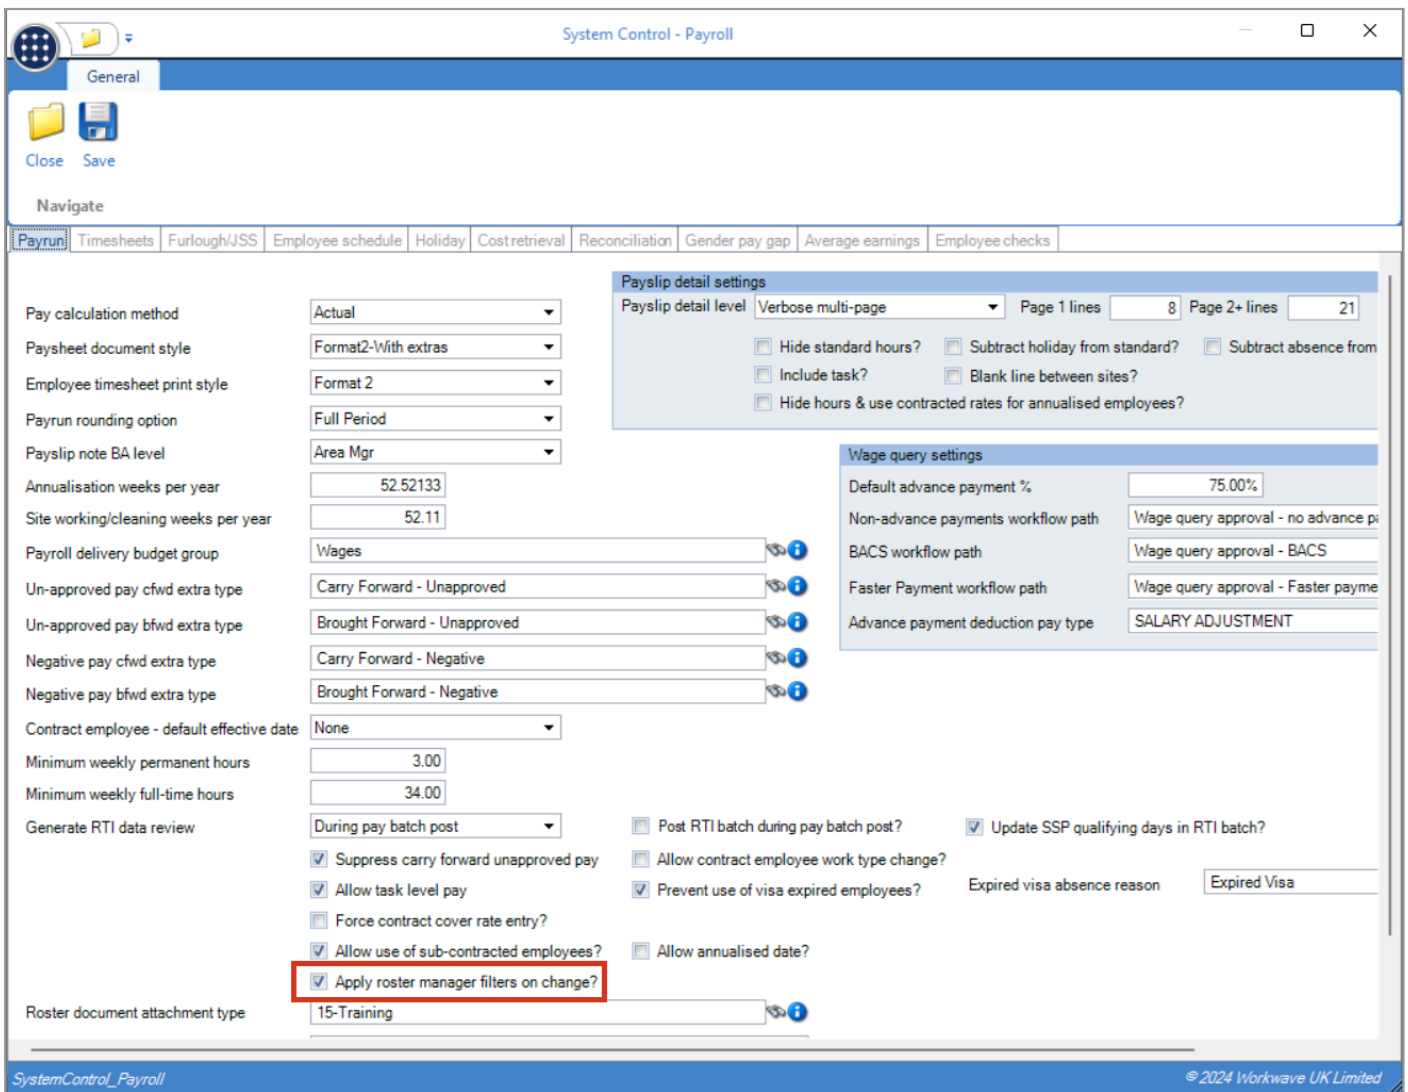 System Control - Payroll
General
Close Save
Navigate
Payrun Timesheets Furlough/JSS Employee schedule Holiday Cost retrieval Reconciliation Gender pay gap Average earnings Employee checks
Payslip detail settings
Payslip detail level Verbose multi-page Page 1 lines 8 Page 2+ lines 21
Hide standard hours? Subtract holiday from standard? Subtract absence from
Include task? Blank line between sites?
Hide hours & use contracted rates for annualised employees?
Pay calculation method Actual
Paysheet document style Format2-With extras
Employee timesheet print style Format 2
Payrun rounding option Full Period
Payslip note BA level Area Mgr
Annualisation weeks per year 52.52133
Site working/cleaning weeks per year 52.11
Payroll delivery budget group Wages
Un-approved pay cfwd extra type Carry Forward - Unapproved
Un-approved pay bfwd extra type Brought Forward - Unapproved
Negative pay cfwd extra type Carry Forward - Negative
Negative pay bfwd extra type Brought Forward - Negative
Contract employee - default effective date None
Minimum weekly permanent hours 3.00
Minimum weekly full-time hours 34.00
Generate RTI data review During pay batch post
Wage query settings
Default advance payment % 75.00%
Non-advance payments workflow path Wage query approval - no advance pa
BACS workflow path Wage query approval - BACS
Faster Payment workflow path Wage query approval - Faster payme
Advance payment deduction pay type SALARY ADJUSTMENT
Post RTI batch during pay batch post? Update SSP qualifying days in RTI batch?
Suppress carry forward unapproved pay Allow contract employee work type change?
Allow task level pay Prevent use of visa expired employees? Expired visa absence reason Expired Visa
Force contract cover rate entry?
Allow use of sub-contracted employees? Allow annualised date?
Apply roster manager filters on change?
Roster document attachment type 15-Training
SystemControl_Payroll © 2024 Workwave UK Limited